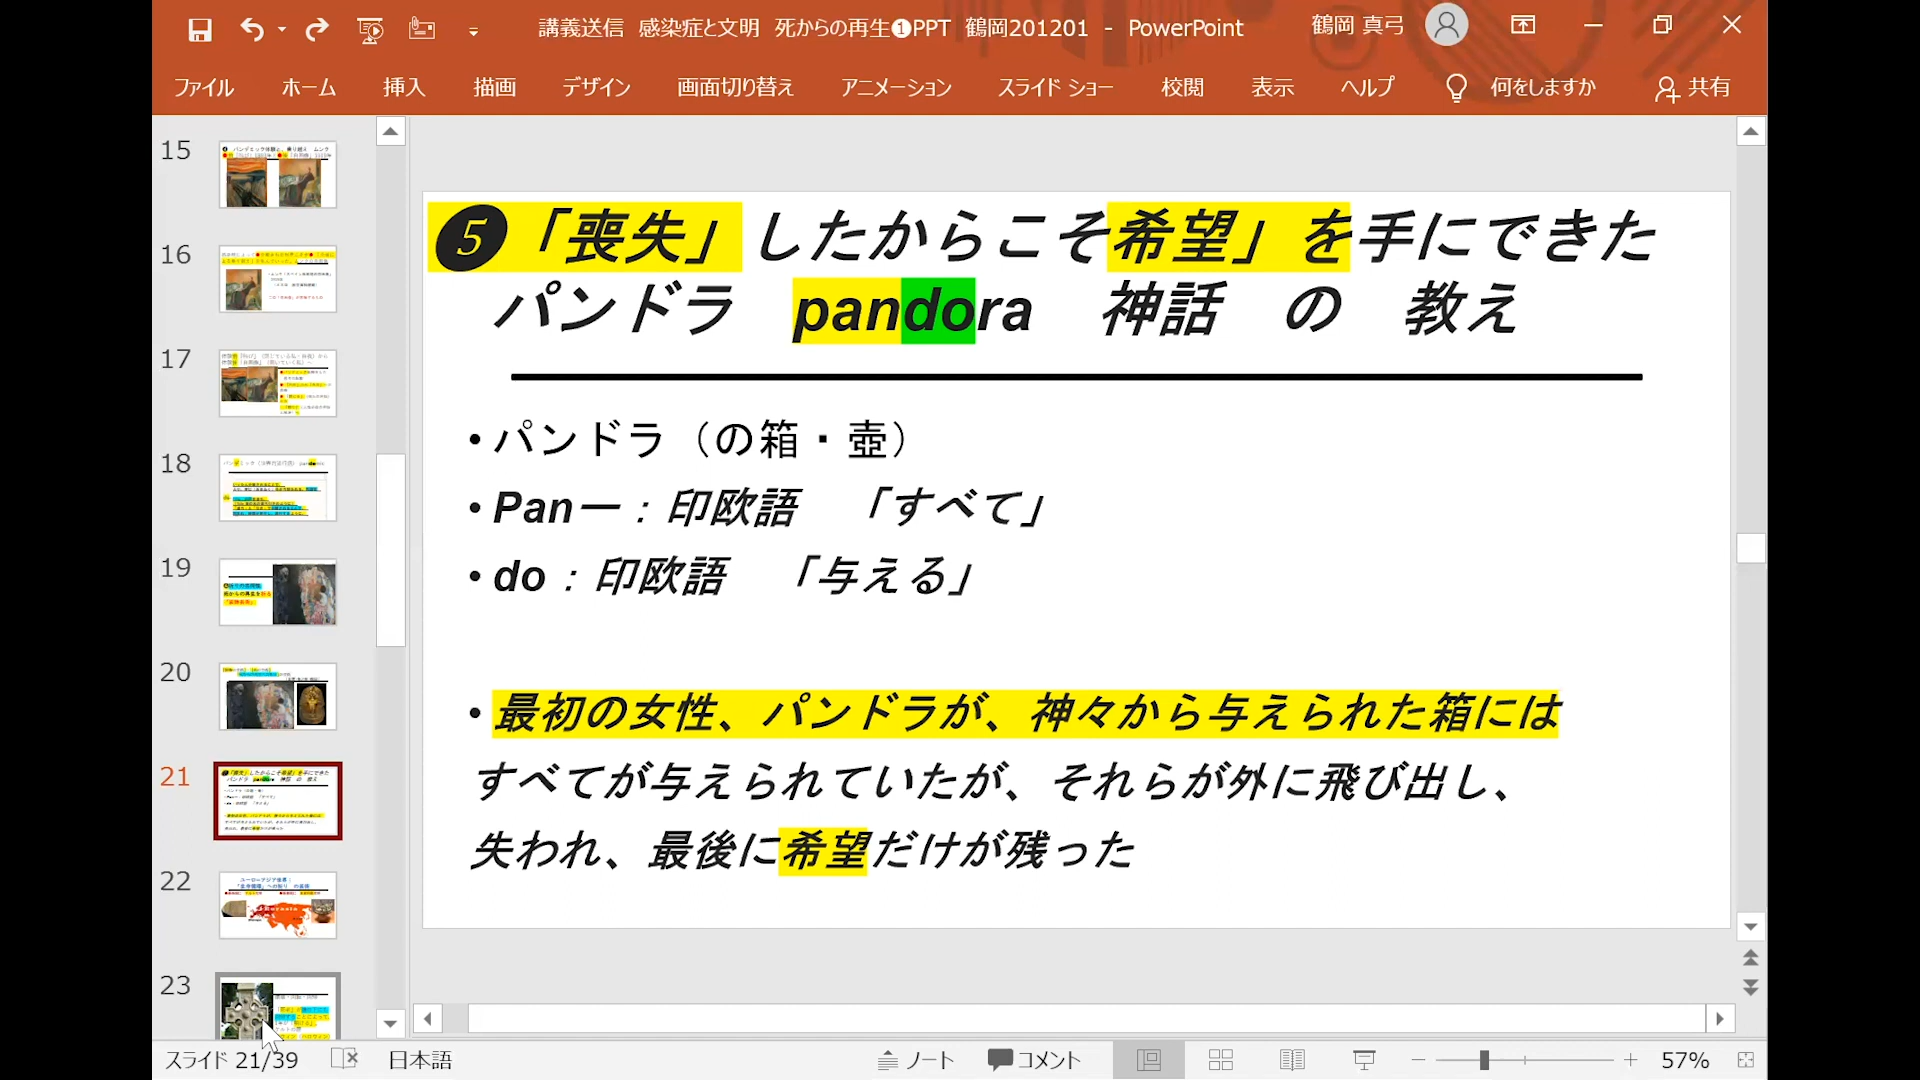 講義送信 感染症と文明 死からの再生❶PPT 鶴岡201201 - PowerPoint
鶴岡 真弓
ファイル ホーム 挿入 描画 デザイン 画面切り替え アニメーション スライド ショー 校閲 表示 ヘルプ 何をしますか 共有
15
16
17
18
19
20
21
22
23
❺「喪失」したからこそ希望」を手にできた
パンドラ pandora 神話 の 教え
• パンドラ（の箱・壺）
• Panー：印欧語 「すべて」
• do：印欧語 「与える」
• 最初の女性、パンドラが、神々から与えられた箱には
すべてが与えられていたが、それらが外に飛び出し、
失われ、最後に希望だけが残った
スライド 21/39 日本語 ノート コメント 57%